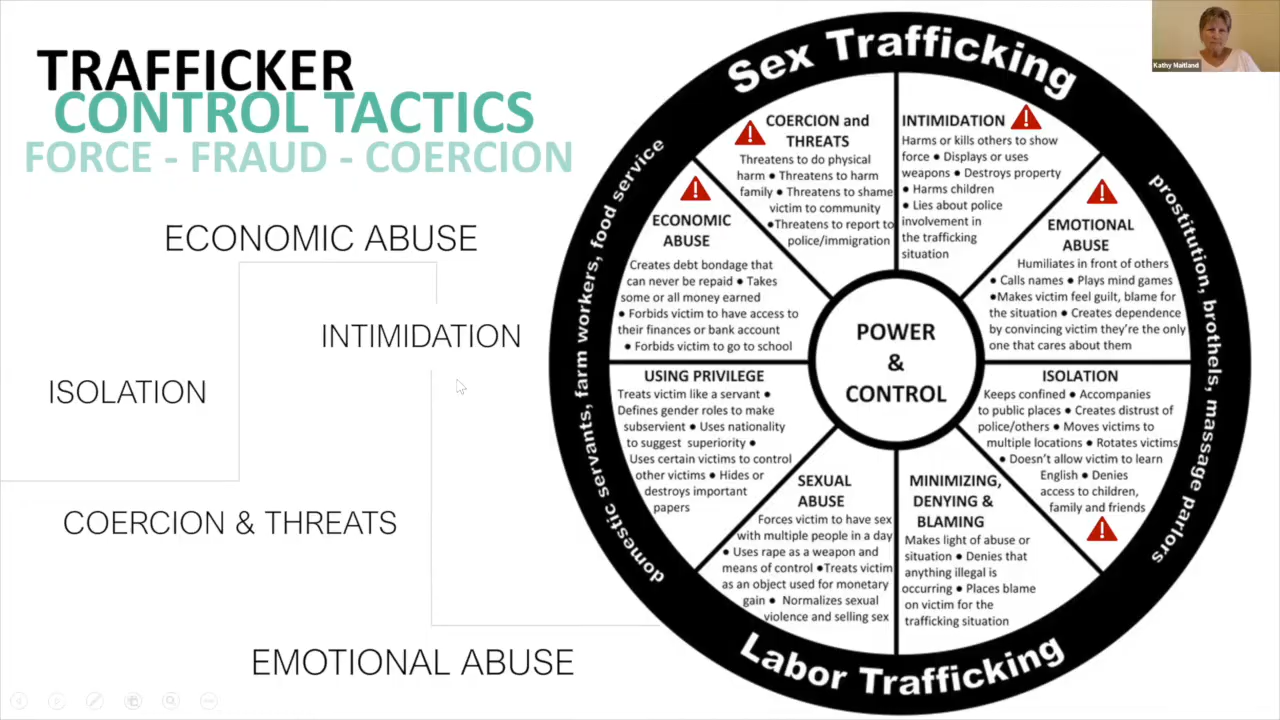 TRAFFICKER
CONTROL TACTICS
FORCE - FRAUD - COERCION
ECONOMIC ABUSE
INTIMIDATION
ISOLATION
COERCION & THREATS
EMOTIONAL ABUSE
Kathy Maitland
Sex Trafficking
prostitution, brothels, massage parlors
Labor Trafficking
domestic servants, farm workers, food service
POWER
&
CONTROL
COERCION and
THREATS
Threatens to do physical
harm ● Threatens to harm
family ● Threatens to shame
victim to community
●Threatens to report to
police/immigration
INTIMIDATION
Harms or kills others to show
force ● Displays or uses
weapons ● Destroys property
● Harms children
● Lies about police
involvement in
the trafficking
situation
EMOTIONAL
ABUSE
Humiliates in front of others
● Calls names ● Plays mind games
●Makes victim feel guilt, blame for
the situation ● Creates dependence
by convincing victim they're the only
one that cares about them
ISOLATION
Keeps confined ● Accompanies
to public places ● Creates distrust of
police/others ● Moves victims to
multiple locations ● Rotates victims
● Doesn't allow victim to learn
English ● Denies
access to children,
family and friends
MINIMIZING,
DENYING &
BLAMING
Makes light of abuse or
situation ● Denies that
anything illegal is
occurring ● Places blame
on victim for the
trafficking situation
SEXUAL
ABUSE
Forces victim to have sex
with multiple people in a day
● Uses rape as a weapon and
means of control ●Treats victim
as an object used for monetary
gain ● Normalizes sexual
violence and selling sex
USING PRIVILEGE
Treats victim like a servant ●
Defines gender roles to make
subservient ● Uses nationality
to suggest superiority ●
Uses certain victims to control
other victims ● Hides or
destroys important
papers
ECONOMIC
ABUSE
Creates debt bondage that
can never be repaid ● Takes
some or all money earned
● Forbids victim to have access to
their finances or bank account
● Forbids victim to go to school